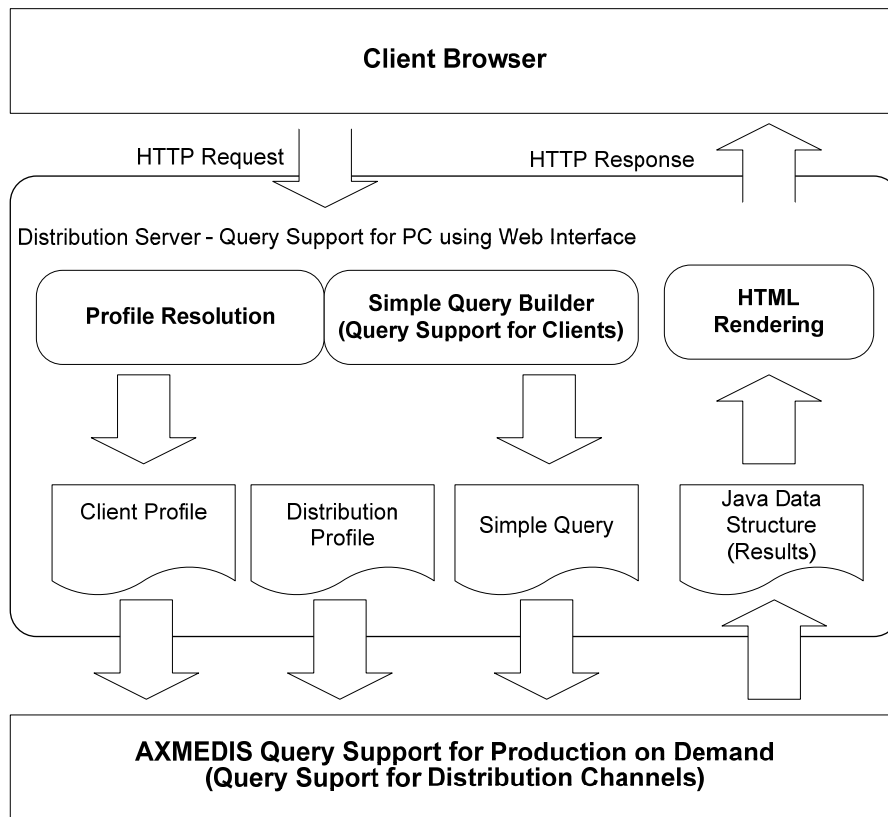 Client Browser
HTTP Request
HTTP Response
Distribution Server - Query Support for PC using Web Interface
Profile Resolution
Simple Query Builder
(Query Support for Clients)
HTML
Rendering
Client Profile
Distribution
Profile
Simple Query
Java Data
Structure
(Results)
AXMEDIS Query Support for Production on Demand
(Query Suport for Distribution Channels)